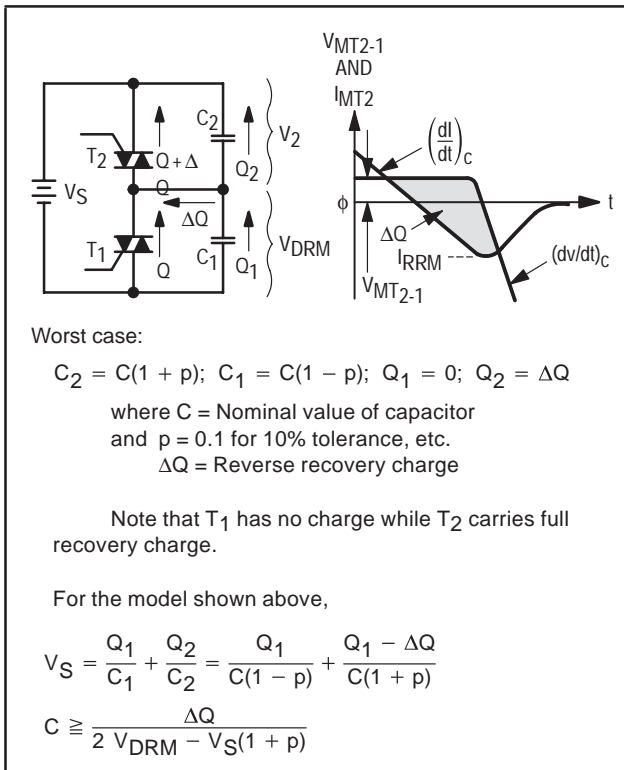 V_MT2-1
AND
I_MT2
(dI/dt)_c
C_2
V_2
T_2
Q + Δ
Q
Q_2
V_S
ΔQ
φ
t
ΔQ
T_1
Q
C_1
Q_1
V_DRM
I_RRM
(dv/dt)_c
V_MT2-1
Worst case:
C_2 = C(1 + p); C_1 = C(1 − p); Q_1 = 0; Q_2 = ΔQ
where C = Nominal value of capacitor
and p = 0.1 for 10% tolerance, etc.
ΔQ = Reverse recovery charge
Note that T_1 has no charge while T_2 carries full
recovery charge.
For the model shown above,
V_S = Q_1/C_1 + Q_2/C_2 = Q_1/C(1 − p) + Q_1 − ΔQ/C(1 + p)
C ≧ ΔQ/2 V_DRM − V_S(1 + p)